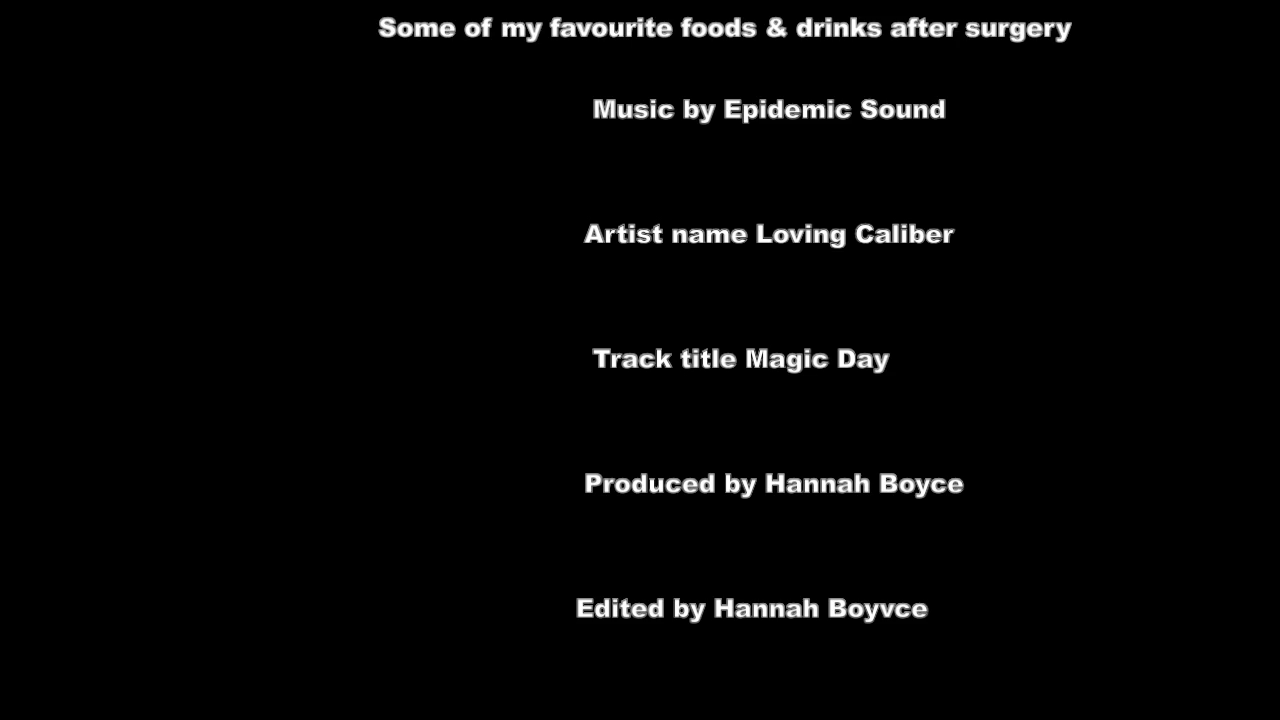 Some of my favourite foods & drinks after surgery
Music by Epidemic Sound
Artist name Loving Caliber
Track title Magic Day
Produced by Hannah Boyce
Edited by Hannah Boyvce